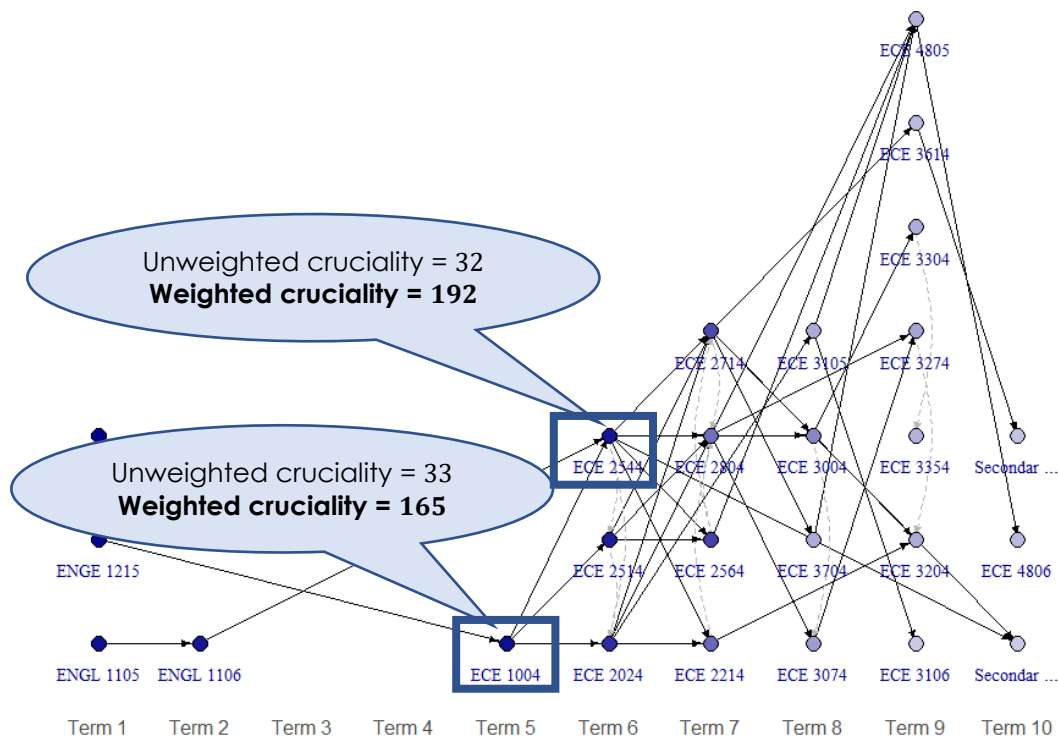 ECE 4805
ECE 3614
Unweighted cruciality = 32
Weighted cruciality = 192
ECE 3304
ECE 2714 ECE 3105 ECE 3274
Unweighted cruciality = 33
Weighted cruciality = 165
ECE 2544 ECE 2804 ECE 3004 ECE 3354 Secondar ...
ENGE 1215 ECE 2514 ECE 2564 ECE 3704 ECE 3204 ECE 4806
ENGL 1105 ENGL 1106 ECE 1004 ECE 2024 ECE 2214 ECE 3074 ECE 3106 Secondar ...
Term 1 Term 2 Term 3 Term 4 Term 5 Term 6 Term 7 Term 8 Term 9 Term 10